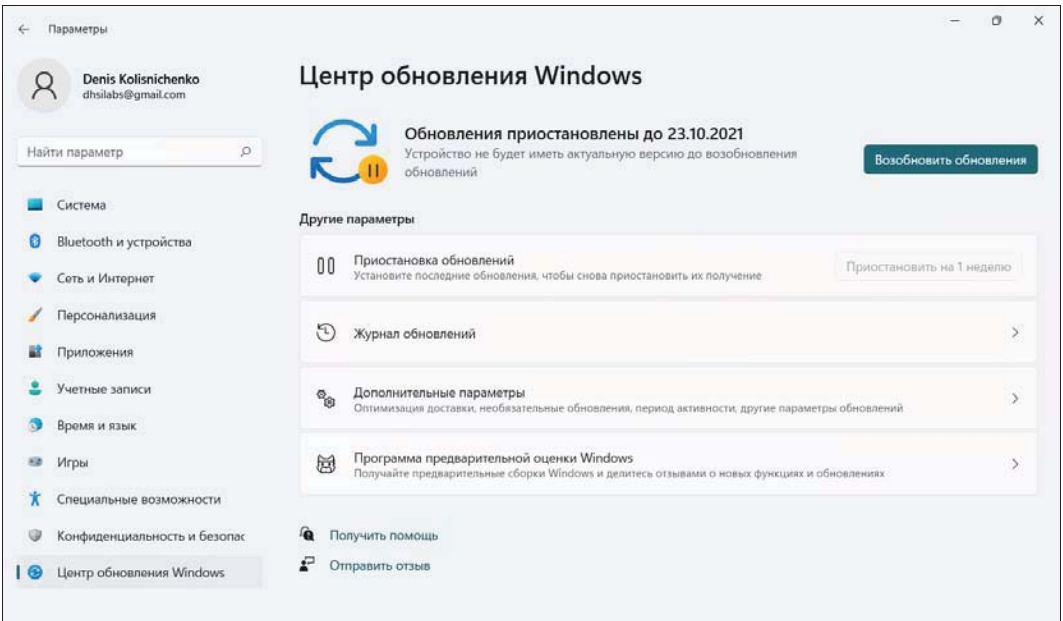 Параметры
Denis Kolisnichenko
dhsilabs@gmail.com
Найти параметр
Система
Bluetooth и устройства
Сеть и Интернет
Персонализация
Приложения
Учетные записи
Время и язык
Игры
Специальные возможности
Конфиденциальность и безопас
Центр обновления Windows
Центр обновления Windows
Обновления приостановлены до 23.10.2021
Устройство не будет иметь актуальную версию до возобновления
обновлений
Возобновить обновления
Другие параметры
Приостановка обновлений
Установите последние обновления, чтобы снова приостановить их получение
Приостановить на 1 неделю
Журнал обновлений
Дополнительные параметры
Оптимизация доставки, необязательные обновления, период активности, другие параметры обновлений
Программа предварительной оценки Windows
Получайте предварительные сборки Windows и делитесь отзывами о новых функциях и обновлениях
Получить помощь
Отправить отзыв